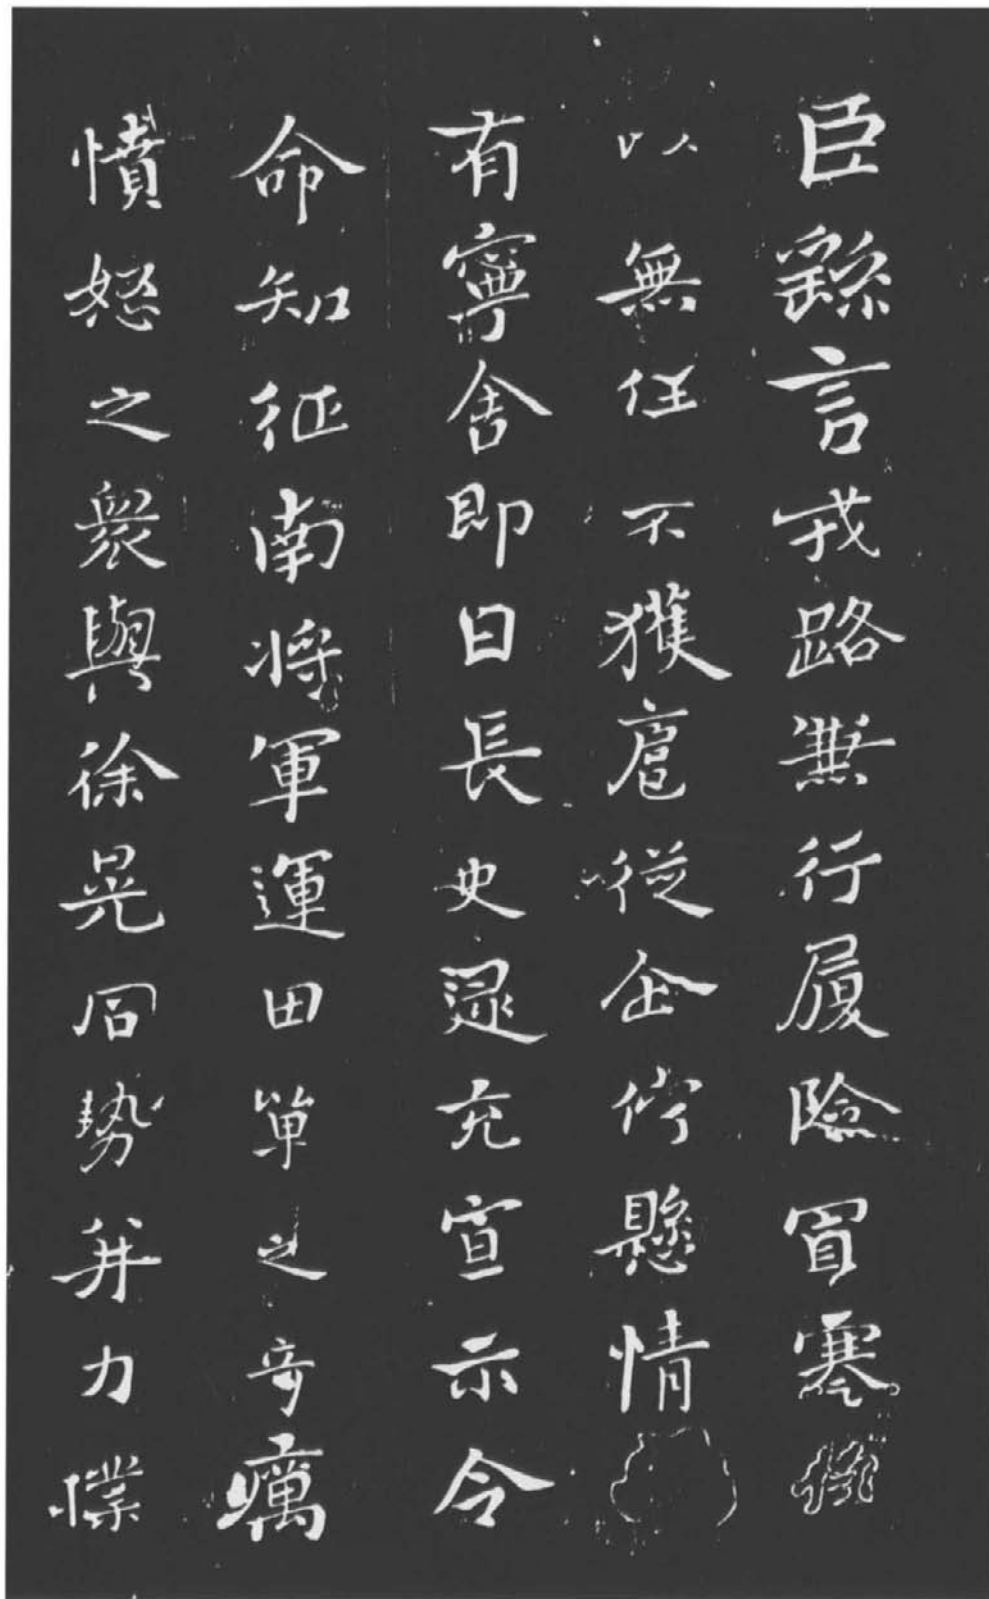 臣繇言戎路兼行履險冒寒
以無任不獲扈從企佇懸情
有寧舍即日長史逯充宣示令
命知征南将軍運田單之奇厲
憤怒之衆與徐晃同勢并力撲